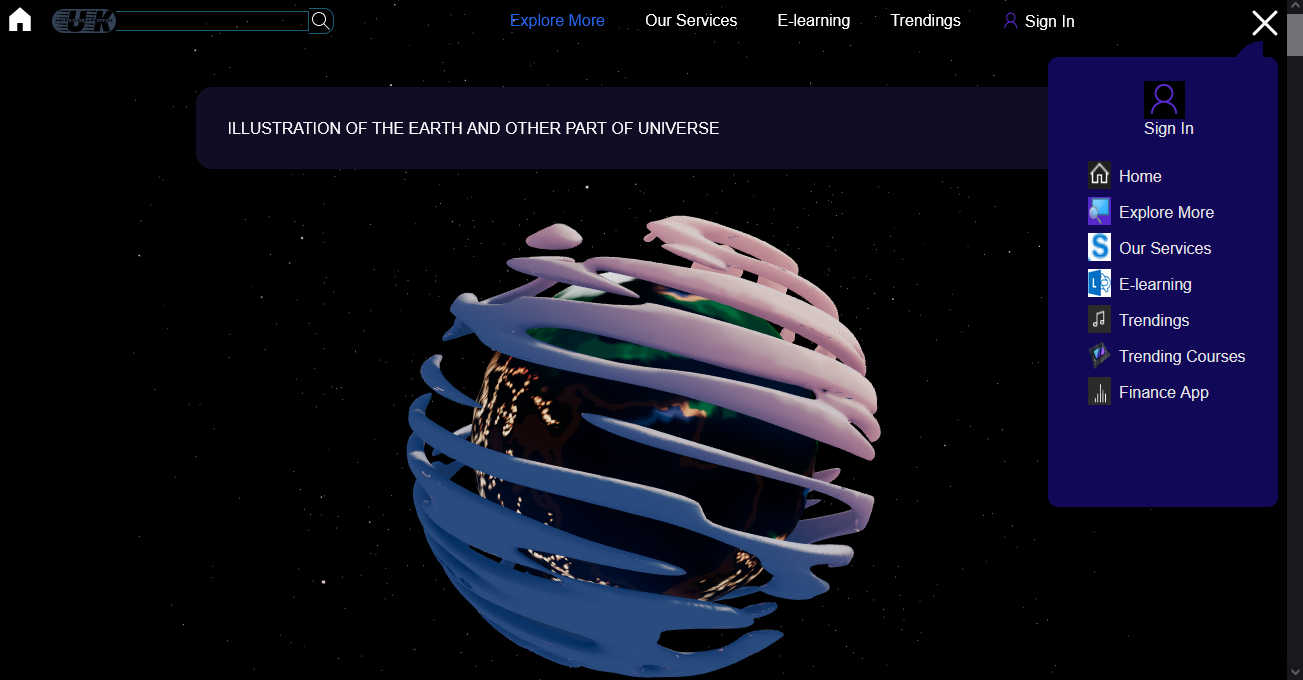 Explore More Our Services E-learning Trendings Sign In
ILLUSTRATION OF THE EARTH AND OTHER PART OF UNIVERSE
Sign In
Home
Explore More
Our Services
E-learning
Trendings
Trending Courses
Finance App